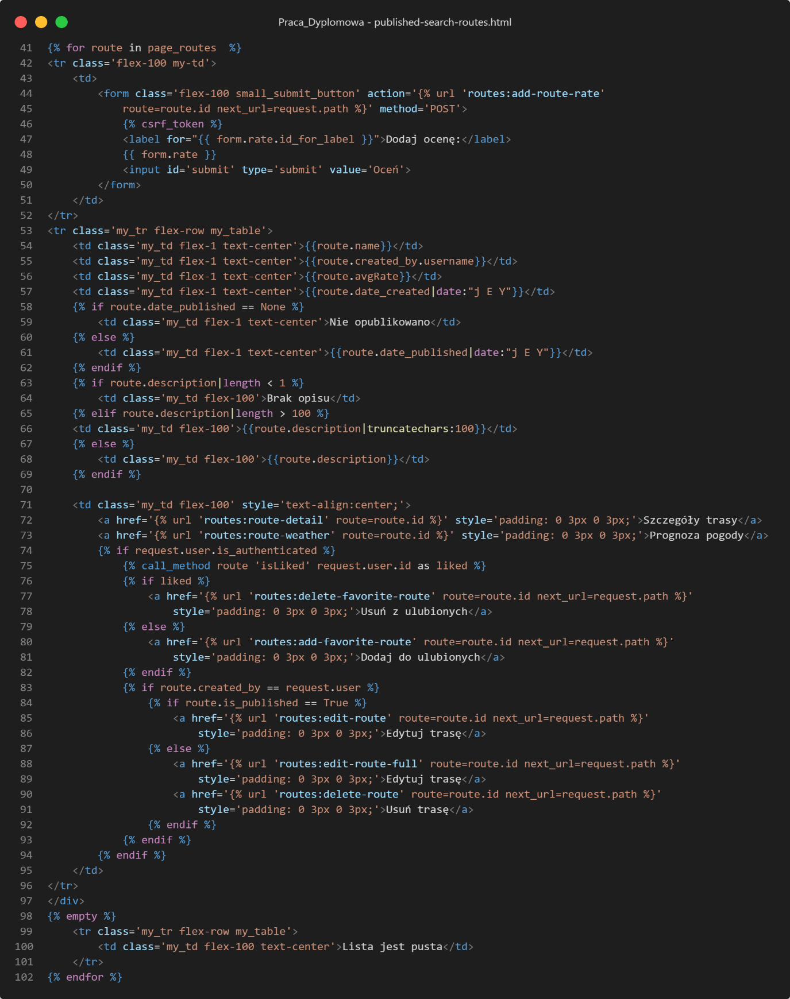 Praca_Dyplomowa - published-search-routes.html
41 {% for route in page_routes  %}
42 <tr class='flex-100 my-td'>
43     <td>
44         <form class='flex-100 small_submit_button' action='{% url 'routes:add-route-rate'
45             route=route.id next_url=request.path %}' method='POST'>
46             {% csrf_token %}
47             <label for="{{ form.rate.id_for_label }}">Dodaj ocenę:</label>
48             {{ form.rate }}
49             <input id='submit' type='submit' value='Oceń'>
50         </form>
51     </td>
52 </tr>
53 <tr class='my_tr flex-row my_table'>
54     <td class='my_td flex-1 text-center'>{{route.name}}</td>
55     <td class='my_td flex-1 text-center'>{{route.created_by.username}}</td>
56     <td class='my_td flex-1 text-center'>{{route.avgRate}}</td>
57     <td class='my_td flex-1 text-center'>{{route.date_created|date:"j E Y"}}</td>
58     {% if route.date_published == None %}
59         <td class='my_td flex-1 text-center'>Nie opublikowano</td>
60     {% else %}
61         <td class='my_td flex-1 text-center'>{{route.date_published|date:"j E Y"}}</td>
62     {% endif %}
63     {% if route.description|length < 1 %}
64         <td class='my_td flex-100'>Brak opisu</td>
65     {% elif route.description|length > 100 %}
66     <td class='my_td flex-100'>{{route.description|truncatechars:100}}</td>
67     {% else %}
68         <td class='my_td flex-100'>{{route.description}}</td>
69     {% endif %}
70
71     <td class='my_td flex-100' style='text-align:center;'>
72         <a href='{% url 'routes:route-detail' route=route.id %}' style='padding: 0 3px 0 3px;'>Szczegóły trasy</a>
73         <a href='{% url 'routes:route-weather' route=route.id %}' style='padding: 0 3px 0 3px;'>Prognoza pogody</a>
74         {% if request.user.is_authenticated %}
75             {% call_method route 'isLiked' request.user.id as liked %}
76             {% if liked %}
77                 <a href='{% url 'routes:delete-favorite-route' route=route.id next_url=request.path %}'
78                     style='padding: 0 3px 0 3px;'>Usuń z ulubionych</a>
79             {% else %}
80                 <a href='{% url 'routes:add-favorite-route' route=route.id next_url=request.path %}'
81                     style='padding: 0 3px 0 3px;'>Dodaj do ulubionych</a>
82             {% endif %}
83             {% if route.created_by == request.user %}
84                 {% if route.is_published == True %}
85                     <a href='{% url 'routes:edit-route' route=route.id next_url=request.path %}'
86                         style='padding: 0 3px 0 3px;'>Edytuj trasę</a>
87                 {% else %}
88                     <a href='{% url 'routes:edit-route-full' route=route.id next_url=request.path %}'
89                         style='padding: 0 3px 0 3px;'>Edytuj trasę</a>
90                     <a href='{% url 'routes:delete-route' route=route.id next_url=request.path %}'
91                         style='padding: 0 3px 0 3px;'>Usuń trasę</a>
92                 {% endif %}
93             {% endif %}
94         {% endif %}
95     </td>
96 </tr>
97 </div>
98 {% empty %}
99     <tr class='my_tr flex-row my_table'>
100         <td class='my_td flex-100 text-center'>Lista jest pusta</td>
101     </tr>
102 {% endfor %}